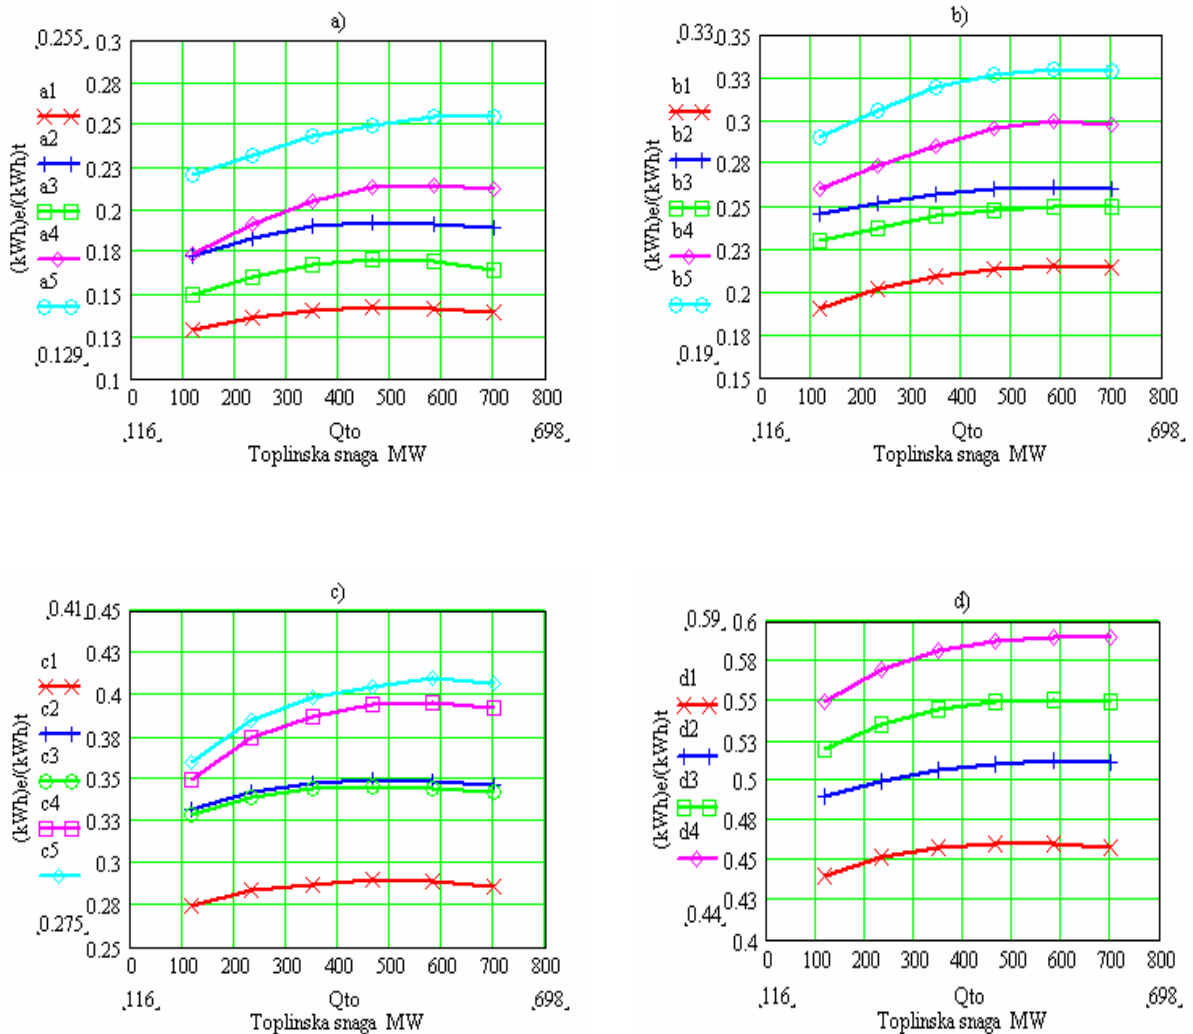 a)
0.255
0.3
0.28
0.25
0.23
0.2
0.18
0.15
0.13
0.1
a1
a2
a3
a4
a5
0.129
(kWh)e/(kWh)t
0 100 200 300 400 500 600 700 800
116 Qto 698
Toplinska snaga MW
b)
0.33
0.35
0.33
0.3
0.28
0.25
0.23
0.2
0.18
0.15
b1
b2
b3
b4
b5
0.19
(kWh)e/(kWh)t
0 100 200 300 400 500 600 700 800
116 Qto 698
Toplinska snaga MW
c)
0.41
0.45
0.43
0.4
0.38
0.35
0.33
0.3
0.28
0.25
c1
c2
c3
c4
c5
0.275
(kWh)e/(kWh)t
0 100 200 300 400 500 600 700 800
116 Qto 698
Toplinska snaga MW
d)
0.59
0.6
0.58
0.55
0.53
0.5
0.48
0.45
0.43
0.4
d1
d2
d3
d4
0.44
(kWh)e/(kWh)t
0 100 200 300 400 500 600 700 800
116 Qto 698
Toplinska snaga MW